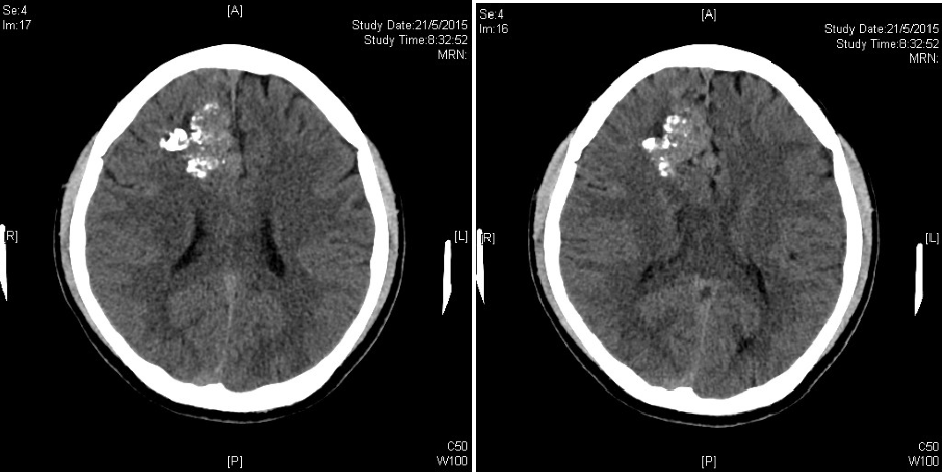 Se:4
Im:17
[A]
Study Date:21/5/2015
Study Time:8:32:52
MRN:
[R]
[L]
[P]
C50
W100
Se:4
Im:16
[A]
Study Date:21/5/2015
Study Time:8:32:52
MRN:
[R]
[L]
[P]
C50
W100